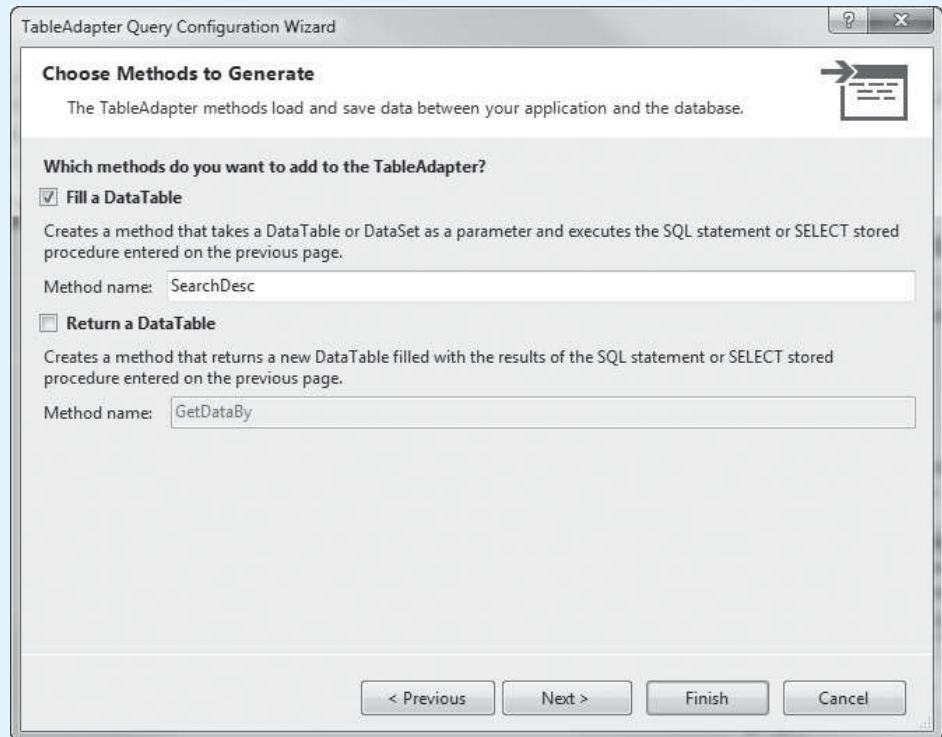 TableAdapter Query Configuration Wizard
Choose Methods to Generate
The TableAdapter methods load and save data between your application and the database.
Which methods do you want to add to the TableAdapter?
Fill a DataTable
Creates a method that takes a DataTable or DataSet as a parameter and executes the SQL statement or SELECT stored
procedure entered on the previous page.
Method name: SearchDesc
Return a DataTable
Creates a method that returns a new DataTable filled with the results of the SQL statement or SELECT stored
procedure entered on the previous page.
Method name: GetDataBy
< Previous Next > Finish Cancel